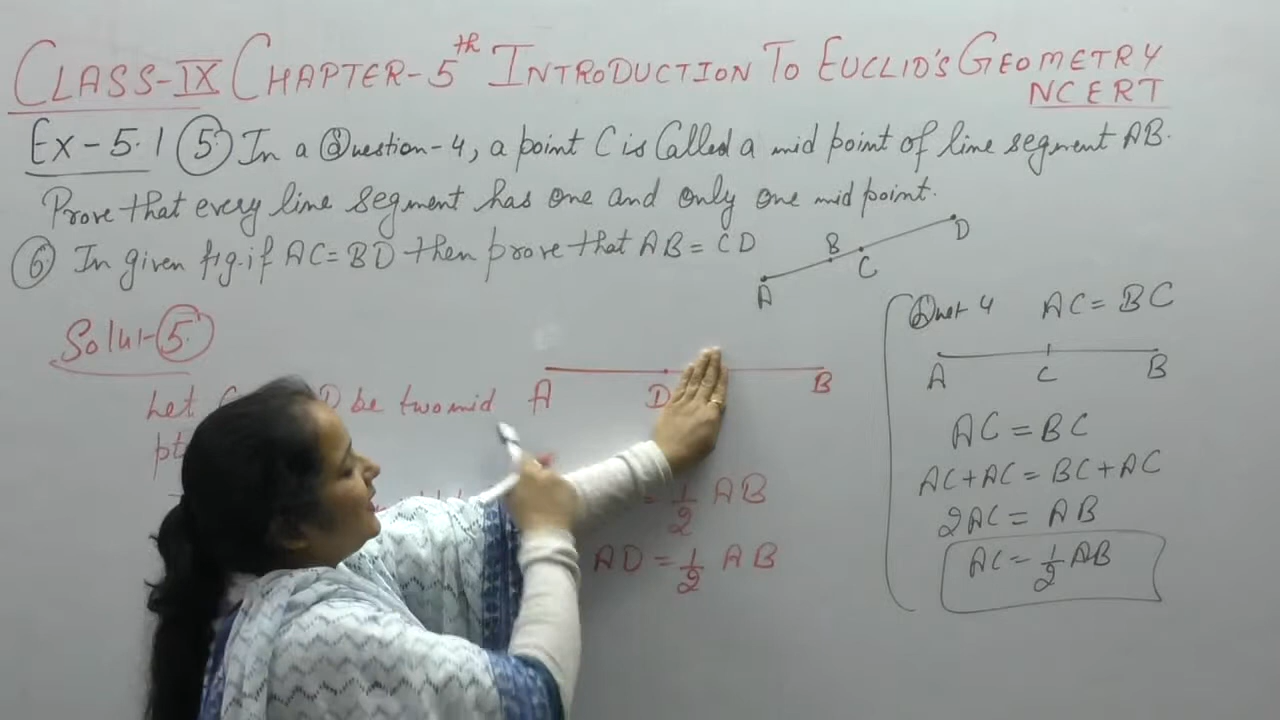 CLASS-IX CHAPTER-5th INTRODUCTION TO EUCLID'S GEOMETRY
NCERT
Ex-5.1 5. In a Question-4, a point C is Called a mid point of line segment AB.
Prove that every line segment has one and only one mid point.
6. In given fig. if AC=BD then prove that AB=CD
A B C D
Solut-5.
Let D be two mid
pt
A D B
= 1/2 AB
AD = 1/2 AB
Quest 4 AC = BC
A C B
AC = BC
AC+AC = BC+AC
2AC = AB
AC = 1/2 AB